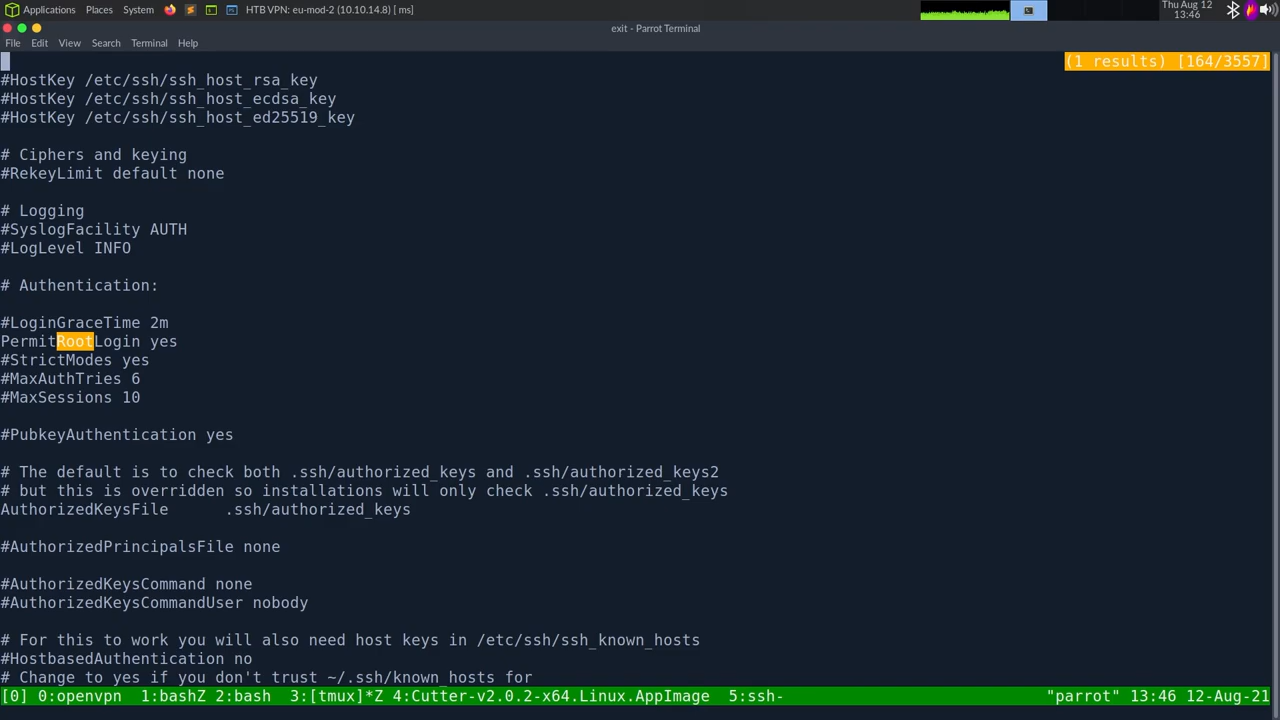 Applications Places System HTB VPN: eu-mod-2 (10.10.14.8) [ ms] Thu Aug 12
13:46
exit - Parrot Terminal
File Edit View Search Terminal Help
(1 results) [164/3557]
#HostKey /etc/ssh/ssh_host_rsa_key
#HostKey /etc/ssh/ssh_host_ecdsa_key
#HostKey /etc/ssh/ssh_host_ed25519_key
# Ciphers and keying
#RekeyLimit default none
# Logging
#SyslogFacility AUTH
#LogLevel INFO
# Authentication:
#LoginGraceTime 2m
PermitRootLogin yes
#StrictModes yes
#MaxAuthTries 6
#MaxSessions 10
#PubkeyAuthentication yes
# The default is to check both .ssh/authorized_keys and .ssh/authorized_keys2
# but this is overridden so installations will only check .ssh/authorized_keys
AuthorizedKeysFile      .ssh/authorized_keys
#AuthorizedPrincipalsFile none
#AuthorizedKeysCommand none
#AuthorizedKeysCommandUser nobody
# For this to work you will also need host keys in /etc/ssh/ssh_known_hosts
#HostbasedAuthentication no
# Change to yes if you don't trust ~/.ssh/known_hosts for
[0] 0:openvpn  1:bashZ 2:bash  3:[tmux]*Z 4:Cutter-v2.0.2-x64.Linux.AppImage  5:ssh- "parrot" 13:46 12-Aug-21